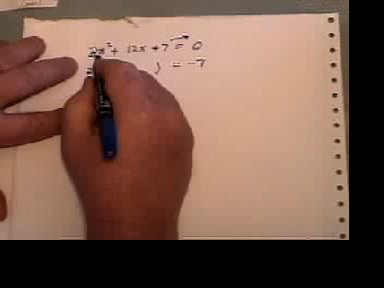 2x² + 12x + 7 = 0
) = -7